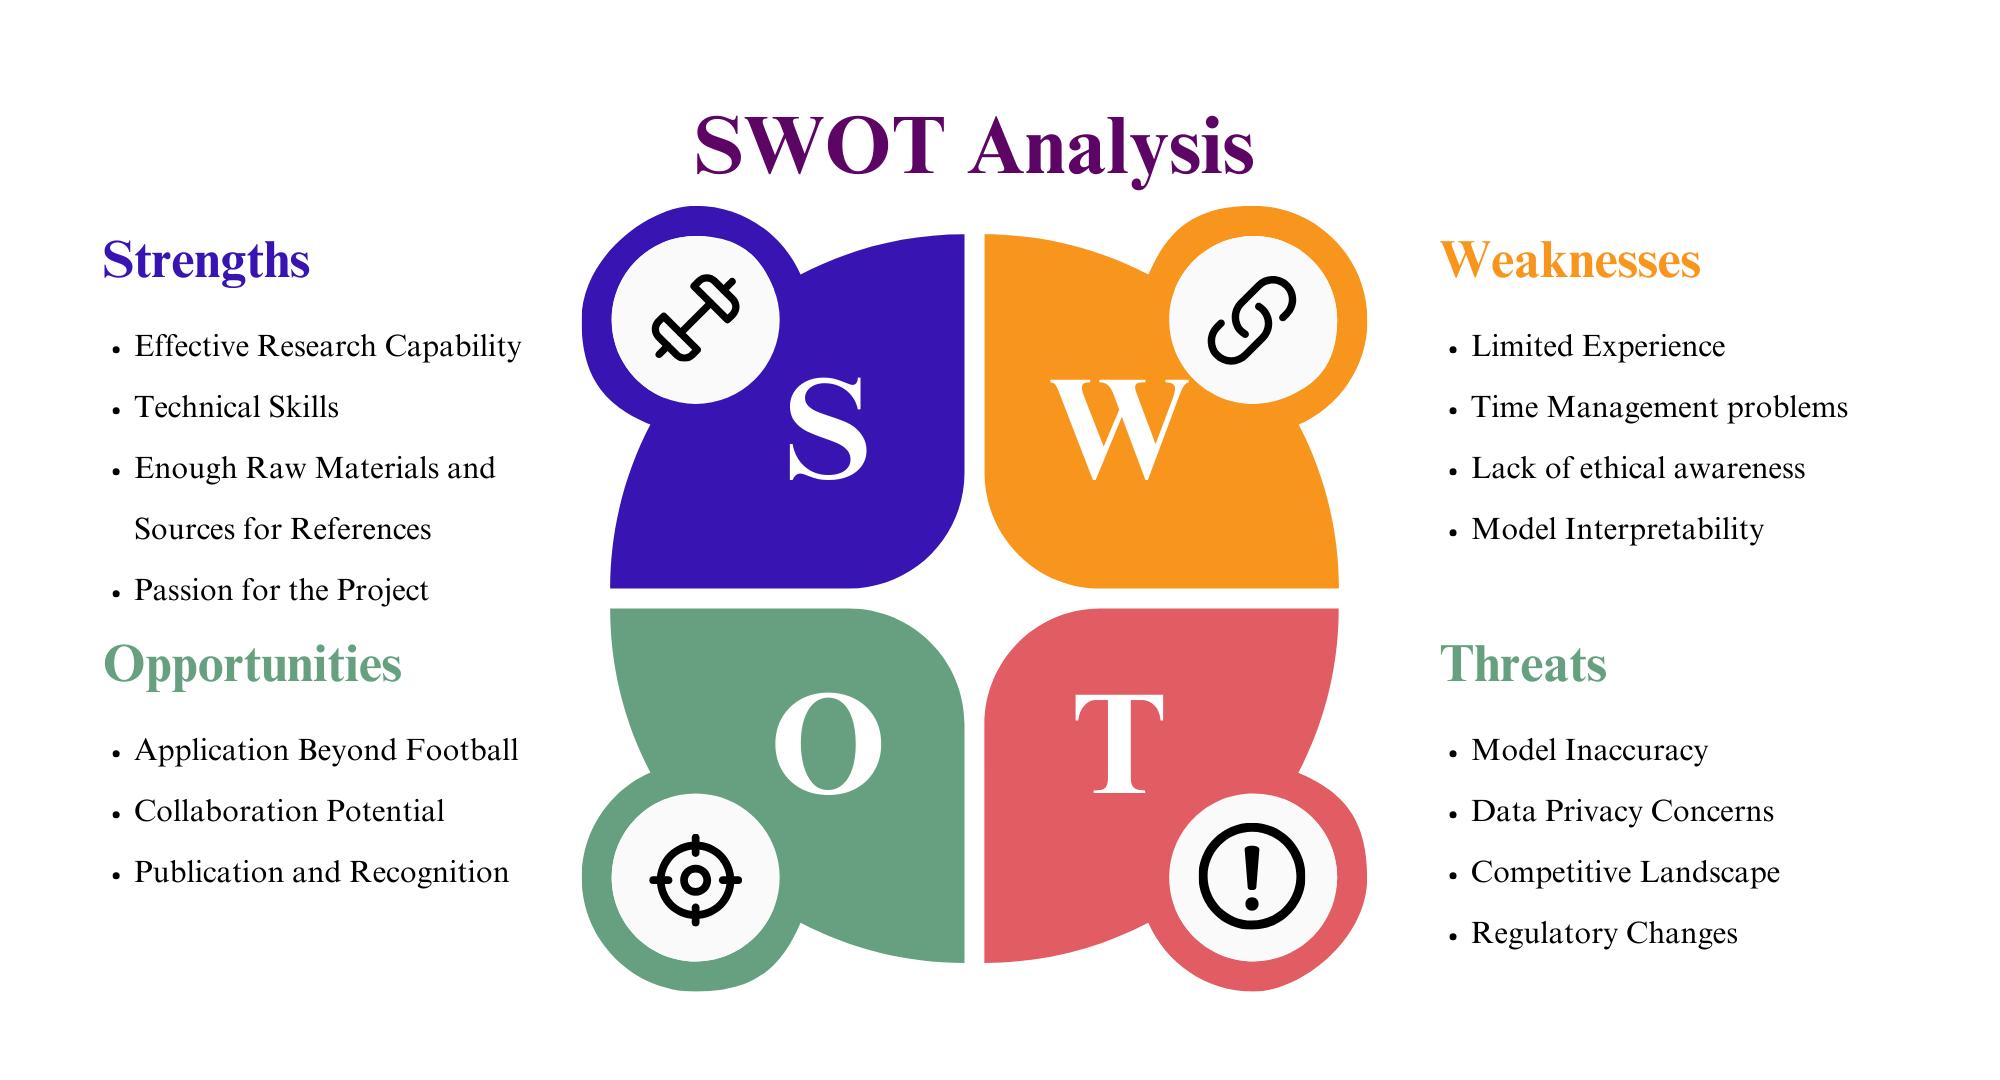 SWOT Analysis
Strengths
• Effective Research Capability
• Technical Skills
• Enough Raw Materials and
Sources for References
• Passion for the Project
Weaknesses
• Limited Experience
• Time Management problems
• Lack of ethical awareness
• Model Interpretability
S
W
O
T
Opportunities
• Application Beyond Football
• Collaboration Potential
• Publication and Recognition
Threats
• Model Inaccuracy
• Data Privacy Concerns
• Competitive Landscape
• Regulatory Changes